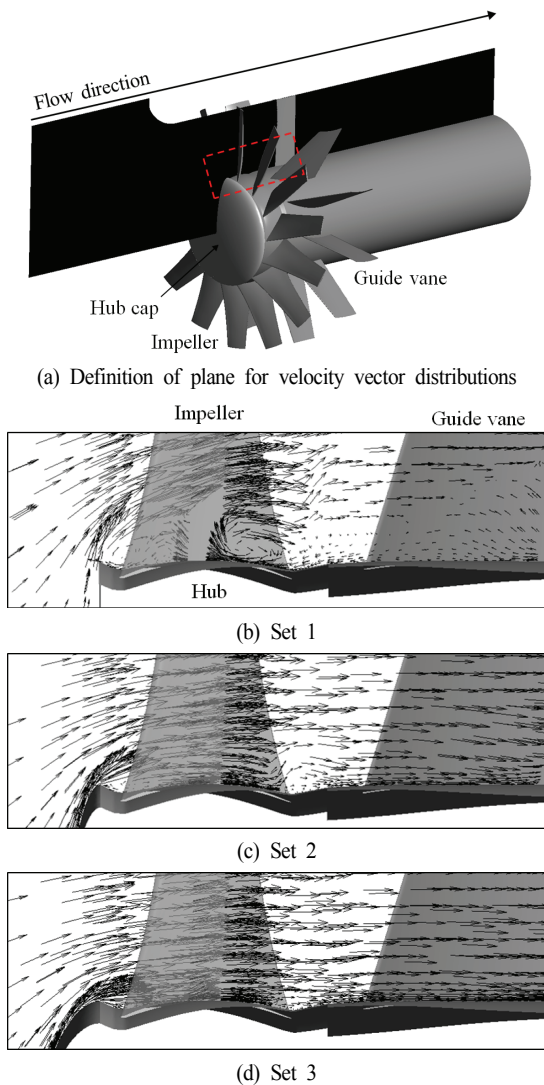 Flow direction
Guide vane
Hub cap
Impeller
(a) Definition of plane for velocity vector distributions
Impeller
Guide vane
Hub
(b) Set 1
(c) Set 2
(d) Set 3